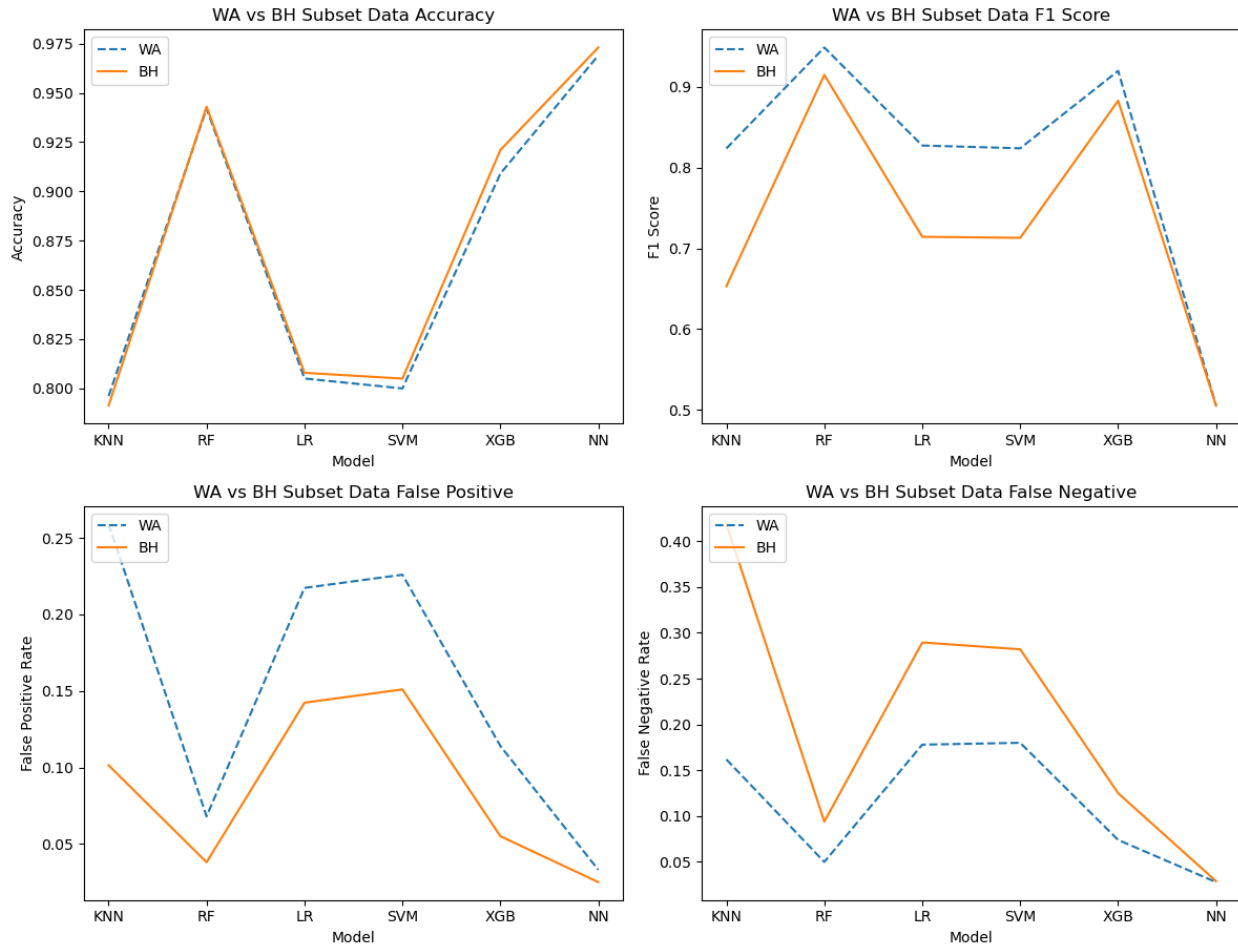 WA vs BH Subset Data Accuracy
WA
BH
0.975
0.950
0.925
0.900
0.875
0.850
0.825
0.800
Accuracy
KNN RF LR SVM XGB NN
Model
WA vs BH Subset Data F1 Score
WA
BH
0.9
0.8
0.7
0.6
0.5
F1 Score
KNN RF LR SVM XGB NN
Model
WA vs BH Subset Data False Positive
WA
BH
0.25
0.20
0.15
0.10
0.05
False Positive Rate
KNN RF LR SVM XGB NN
Model
WA vs BH Subset Data False Negative
WA
BH
0.40
0.35
0.30
0.25
0.20
0.15
0.10
0.05
False Negative Rate
KNN RF LR SVM XGB NN
Model